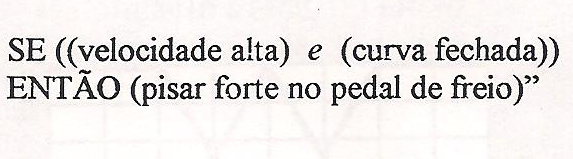 SE ((velocidade alta) e (curva fechada))
ENTÃO (pisar forte no pedal de freio)”